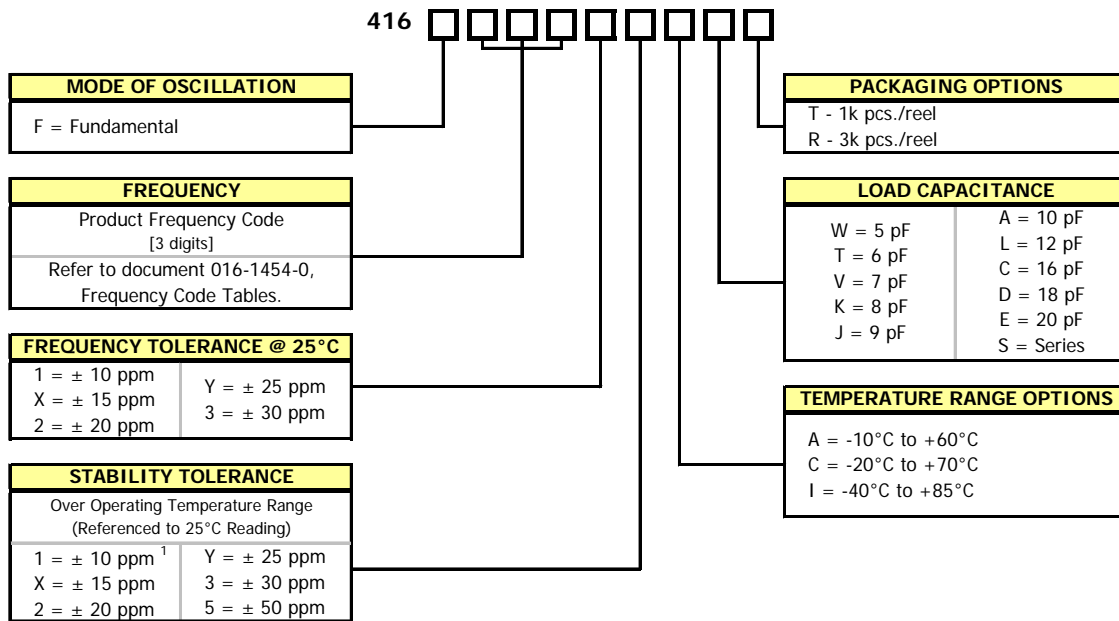 416
MODE OF OSCILLATION
F = Fundamental
FREQUENCY
Product Frequency Code
[3 digits]
Refer to document 016-1454-0,
Frequency Code Tables.
FREQUENCY TOLERANCE @ 25°C
1 = ± 10 ppm
X = ± 15 ppm
2 = ± 20 ppm
Y = ± 25 ppm
3 = ± 30 ppm
STABILITY TOLERANCE
Over Operating Temperature Range
(Referenced to 25°C Reading)
1 = ± 10 ppm 1
X = ± 15 ppm
2 = ± 20 ppm
Y = ± 25 ppm
3 = ± 30 ppm
5 = ± 50 ppm
PACKAGING OPTIONS
T - 1k pcs./reel
R - 3k pcs./reel
LOAD CAPACITANCE
W = 5 pF
T = 6 pF
V = 7 pF
K = 8 pF
J = 9 pF
A = 10 pF
L = 12 pF
C = 16 pF
D = 18 pF
E = 20 pF
S = Series
TEMPERATURE RANGE OPTIONS
A = -10°C to +60°C
C = -20°C to +70°C
I = -40°C to +85°C